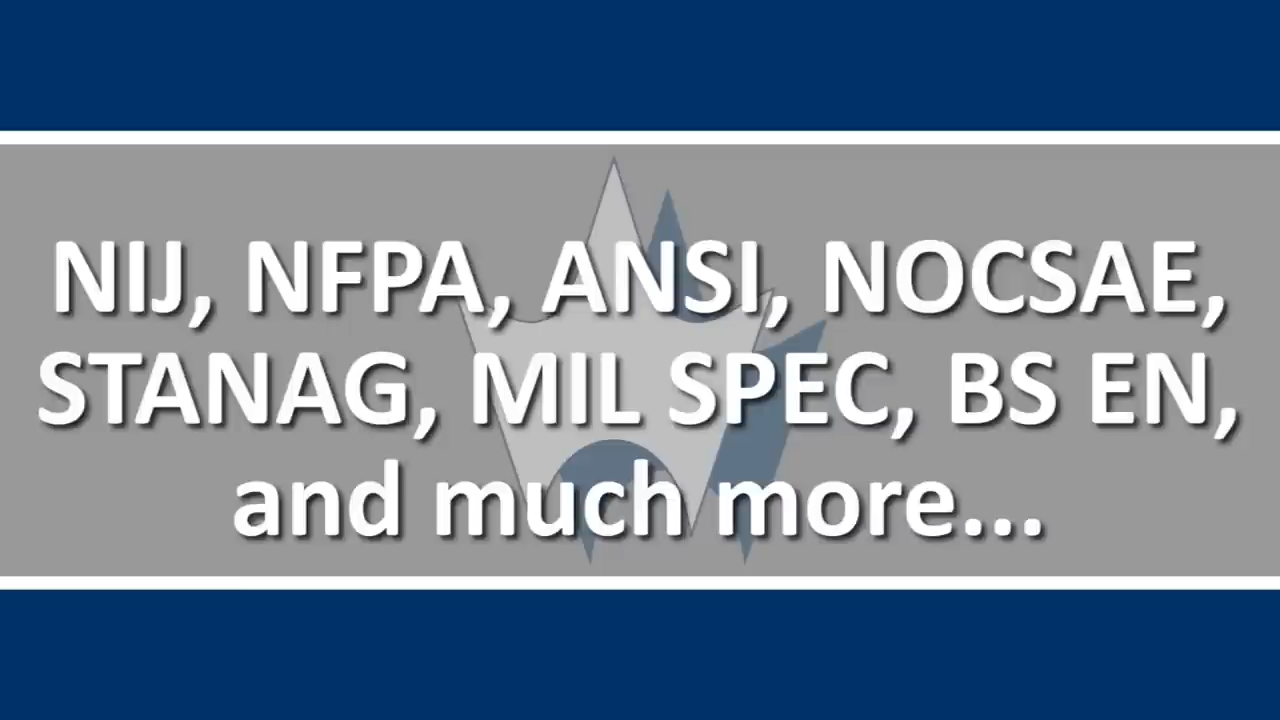 NIJ, NFPA, ANSI, NOCSAE,
STANAG, MIL SPEC, BS EN,
and much more...